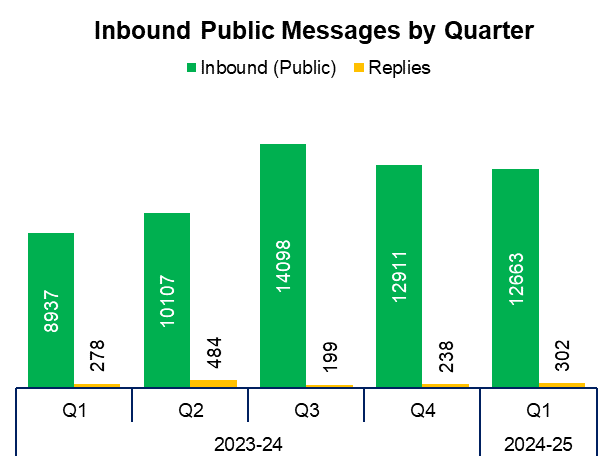 Inbound Public Messages by Quarter
Inbound (Public) Replies
8937 278 10107 484 14098 199 12911 238 12663 302
Q1 Q2 Q3 Q4 Q1
2023-24 2024-25